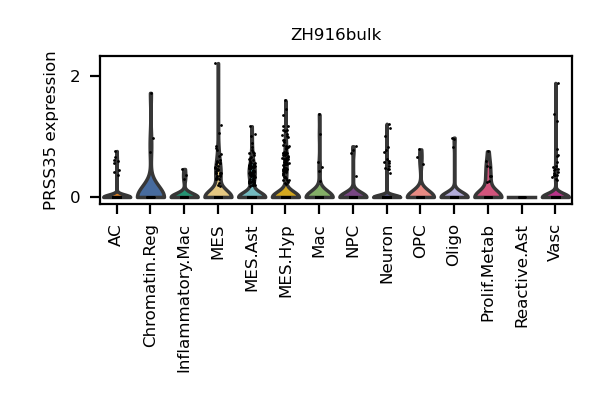 ZH916bulk
PRSS35 expression
2
0
AC
Chromatin.Reg
Inflammatory.Mac
MES
MES.Ast
MES.Hyp
Mac
NPC
Neuron
OPC
Oligo
Prolif.Metab
Reactive.Ast
Vasc